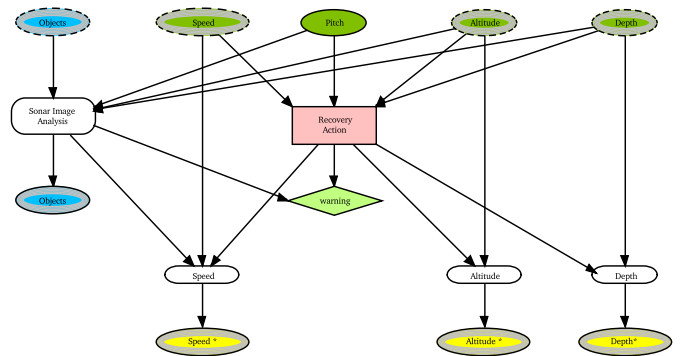 Objects
Speed
Pitch
Altitude
Depth
Sonar Image
Analysis
Recovery
Action
Objects
warning
Speed
Altitude
Depth
Speed *
Altitude *
Depth*